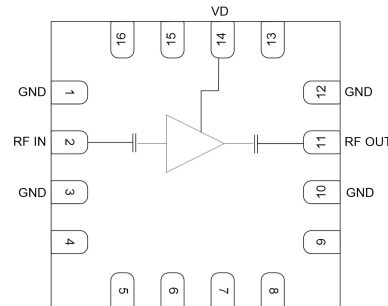 VD
16 15 14 13
GND 1 12 GND
RF IN 2 11 RF OUT
GND 3 10 GND
4 9
5 6 7 8